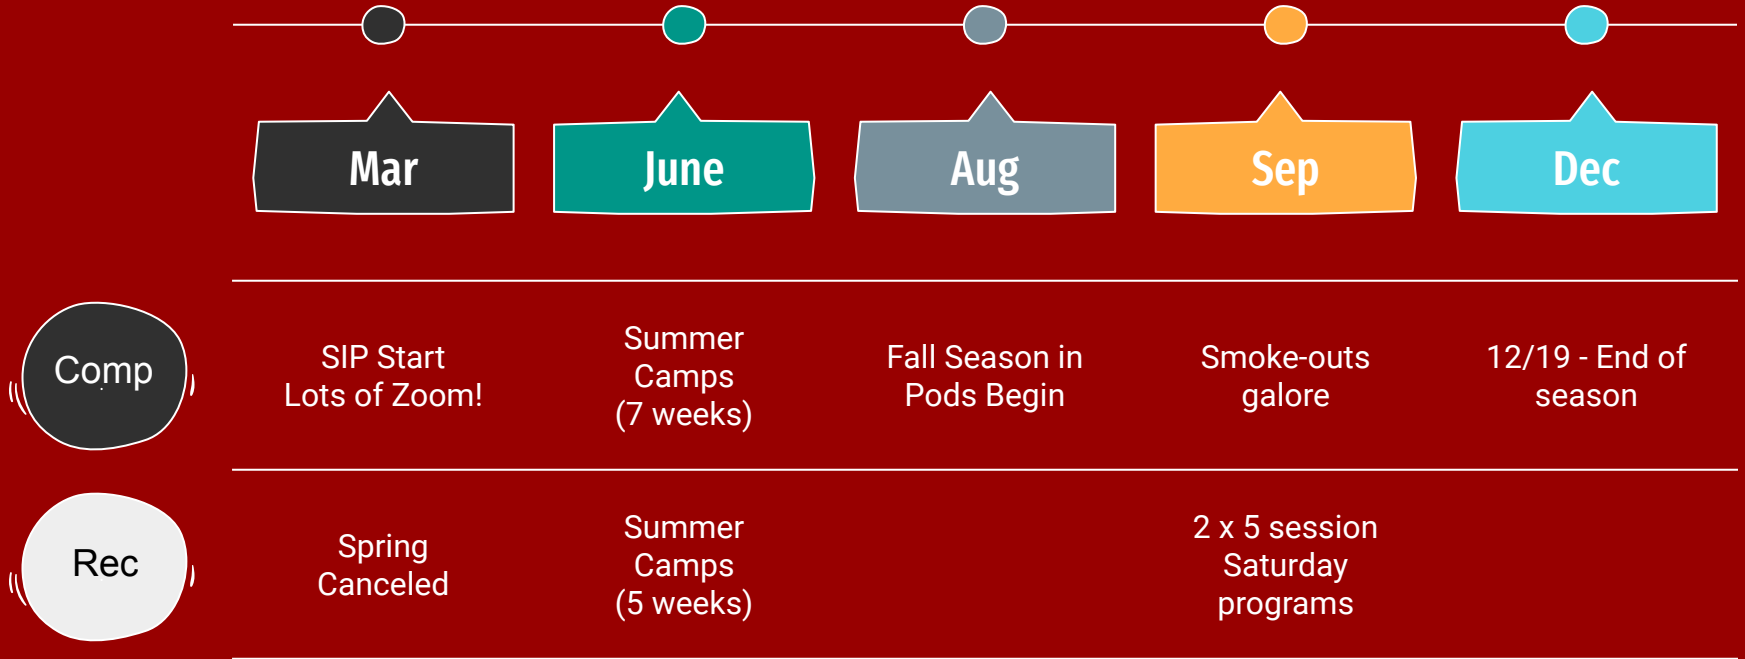 Mar
June
Aug
Sep
Dec
Comp
SIP Start
Lots of Zoom!
Summer
Camps
(7 weeks)
Fall Season in
Pods Begin
Smoke-outs
galore
12/19 - End of
season
Rec
Spring
Canceled
Summer
Camps
(5 weeks)
2 x 5 session
Saturday
programs